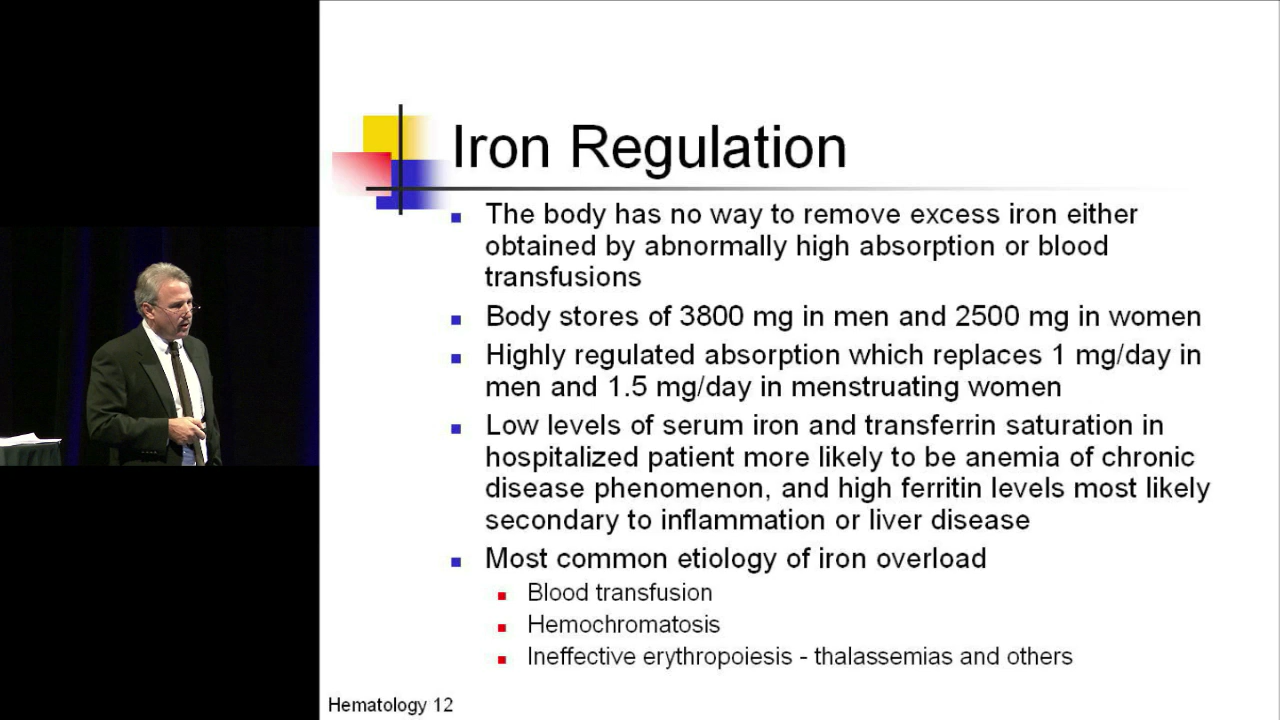 Iron Regulation
The body has no way to remove excess iron either
obtained by abnormally high absorption or blood
transfusions
Body stores of 3800 mg in men and 2500 mg in women
Highly regulated absorption which replaces 1 mg/day in
men and 1.5 mg/day in menstruating women
Low levels of serum iron and transferrin saturation in
hospitalized patient more likely to be anemia of chronic
disease phenomenon, and high ferritin levels most likely
secondary to inflammation or liver disease
Most common etiology of iron overload
Blood transfusion
Hemochromatosis
Ineffective erythropoiesis - thalassemias and others
Hematology 12